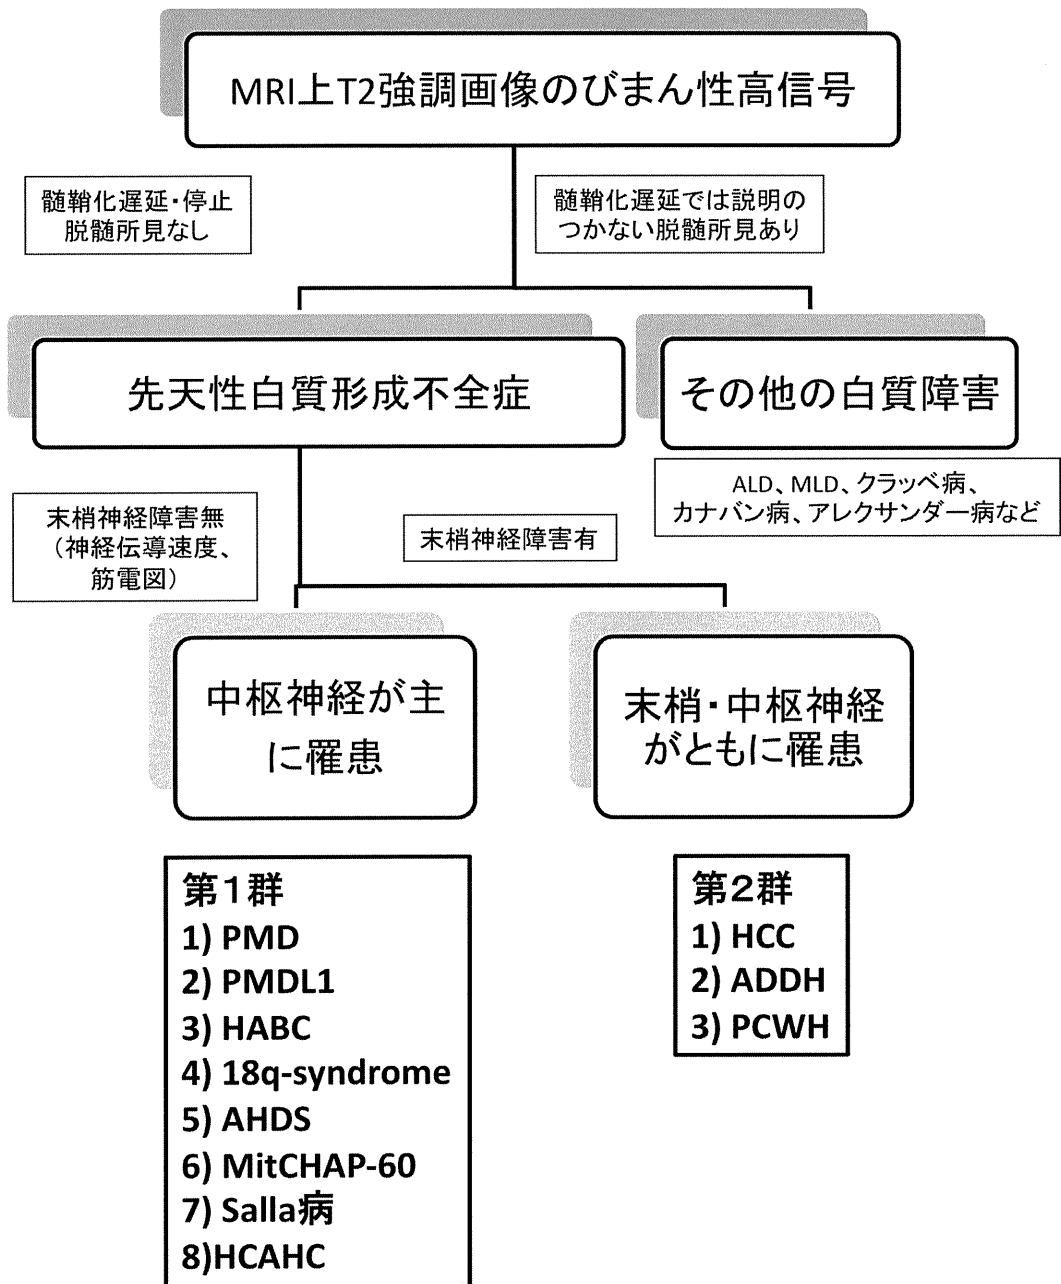 MRI上T2強調画像のびまん性高信号
髄鞘化遅延・停止
脱髄所見なし
髄鞘化遅延では説明の
つかない脱髄所見あり
先天性白質形成不全症
その他の白質障害
ALD、MLD、クラッベ病、
カナバン病、アレクサンダー病など
末梢神経障害無
(神経伝導速度、
筋電図)
末梢神経障害有
中枢神経が主
に罹患
末梢・中枢神経
がともに罹患
第1群
1) PMD
2) PMDL1
3) HABC
4) 18q-syndrome
5) AHDS
6) MitCHAP-60
7) Salla病
8)HCAHC
第2群
1) HCC
2) ADDH
3) PCWH